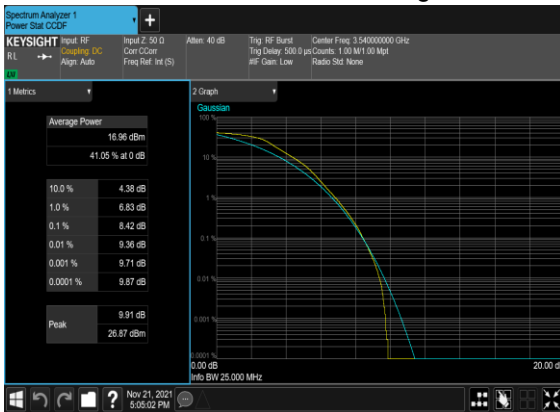 Spectrum Analyzer 1
Power Stat CCDF
+
KEYSIGHT
RL
Input: RF
Coupling: DC
Align: Auto
Input Z: 50 Ω
Corr CCorr
Freq Ref: Int (S)
Atten: 40 dB
Trig: RF Burst
Trig Delay: 500.0 µs
#IF Gain: Low
Center Freq: 3.540000000 GHz
Counts: 1.00 M/1.00 Mpt
Radio Std: None
1 Metrics
Average Power
16.96 dBm
41.05 % at 0 dB
10.0 % 4.38 dB
1.0 % 6.83 dB
0.1 % 8.42 dB
0.01 % 9.36 dB
0.001 % 9.71 dB
0.0001 % 9.87 dB
Peak
9.91 dB
26.87 dBm
2 Graph
Gaussian
100 %
10 %
1 %
0.1 %
0.01 %
0.001 %
0.0001 %
0.00 dB 20.00 d
Info BW 25.000 MHz
?
Nov 21, 2021
5:05:02 PM